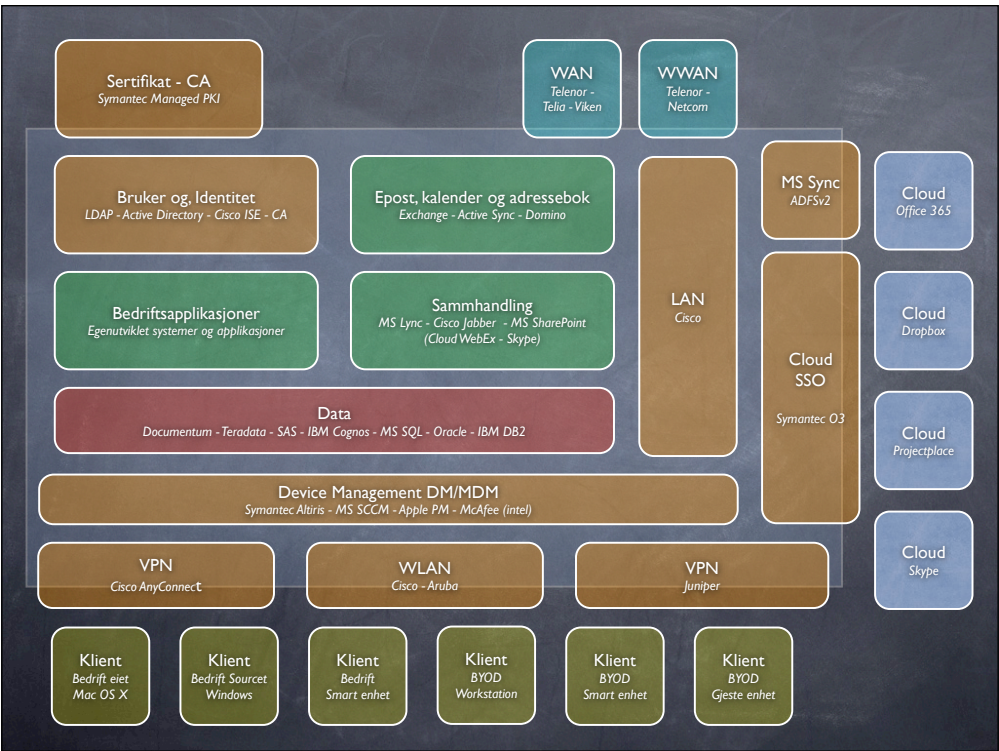 Sertifikat - CA
Symantec Managed PKI
WAN
Telenor -
Telia - Viken
WWAN
Telenor -
Netcom
Bruker og, Identitet
LDAP - Active Directory - Cisco ISE - CA
Epost, kalender og adressebok
Exchange - Active Sync - Domino
LAN
Cisco
MS Sync
ADFSv2
Cloud
Office 365
Bedriftsapplikasjoner
Egenutviklet systemer og applikasjoner
Sammhandling
MS Lync - Cisco Jabber - MS SharePoint
(Cloud WebEx - Skype)
Cloud
SSO
Symantec O3
Cloud
Dropbox
Data
Documentum - Teradata - SAS - IBM Cognos - MS SQL - Oracle - IBM DB2
Cloud
Projectplace
Device Management DM/MDM
Symantec Altiris - MS SCCM - Apple PM - McAfee (intel)
Cloud
Skype
VPN
Cisco AnyConnect
WLAN
Cisco - Aruba
VPN
Juniper
Klient
Bedrift eiet
Mac OS X
Klient
Bedrift Sourcet
Windows
Klient
Bedrift
Smart enhet
Klient
BYOD
Workstation
Klient
BYOD
Smart enhet
Klient
BYOD
Gjeste enhet